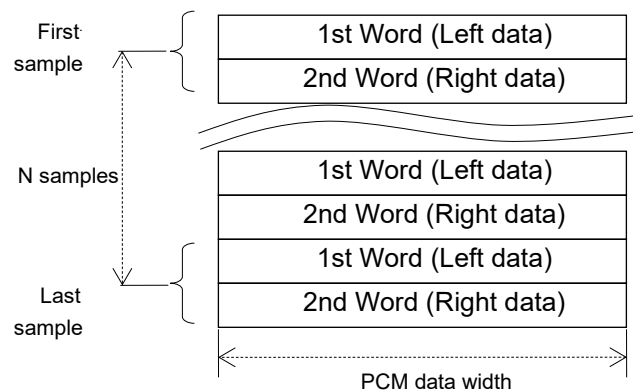 First
sample
1st Word (Left data)
2nd Word (Right data)
N samples
1st Word (Left data)
2nd Word (Right data)
1st Word (Left data)
2nd Word (Right data)
Last
sample
PCM data width